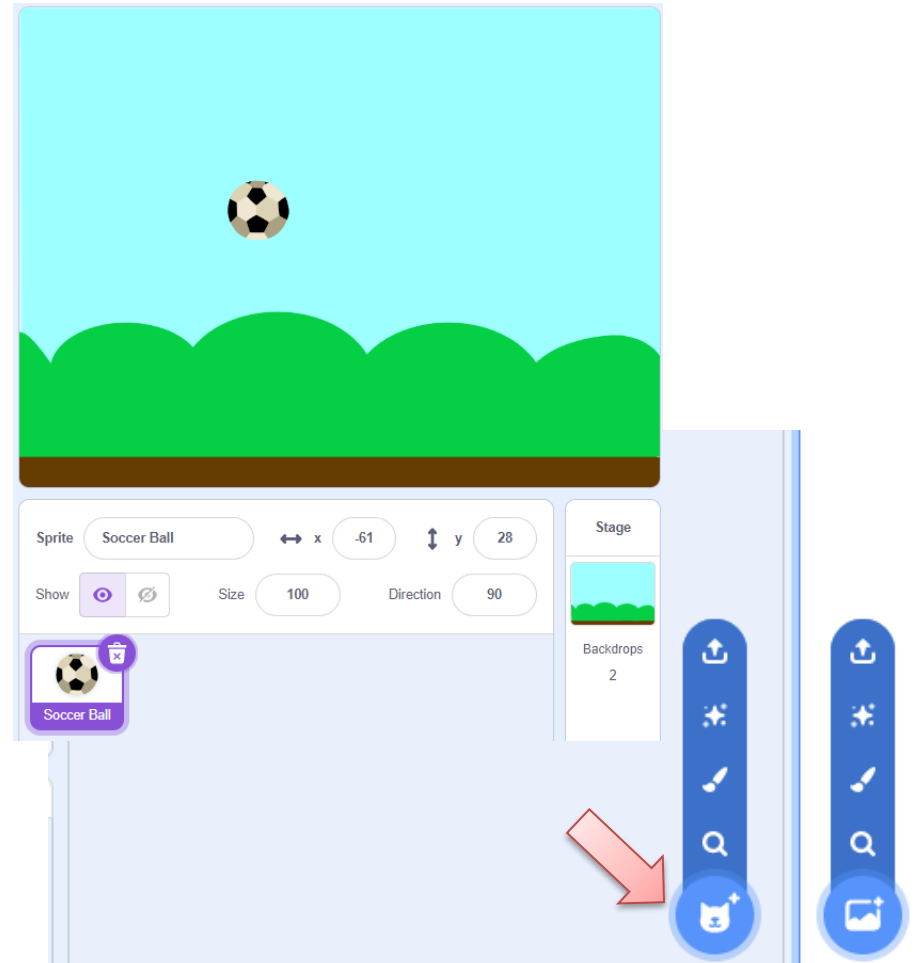 Sprite Soccer Ball x -61 y 28
Show Size 100 Direction 90
Soccer Ball
Stage
Backdrops
2